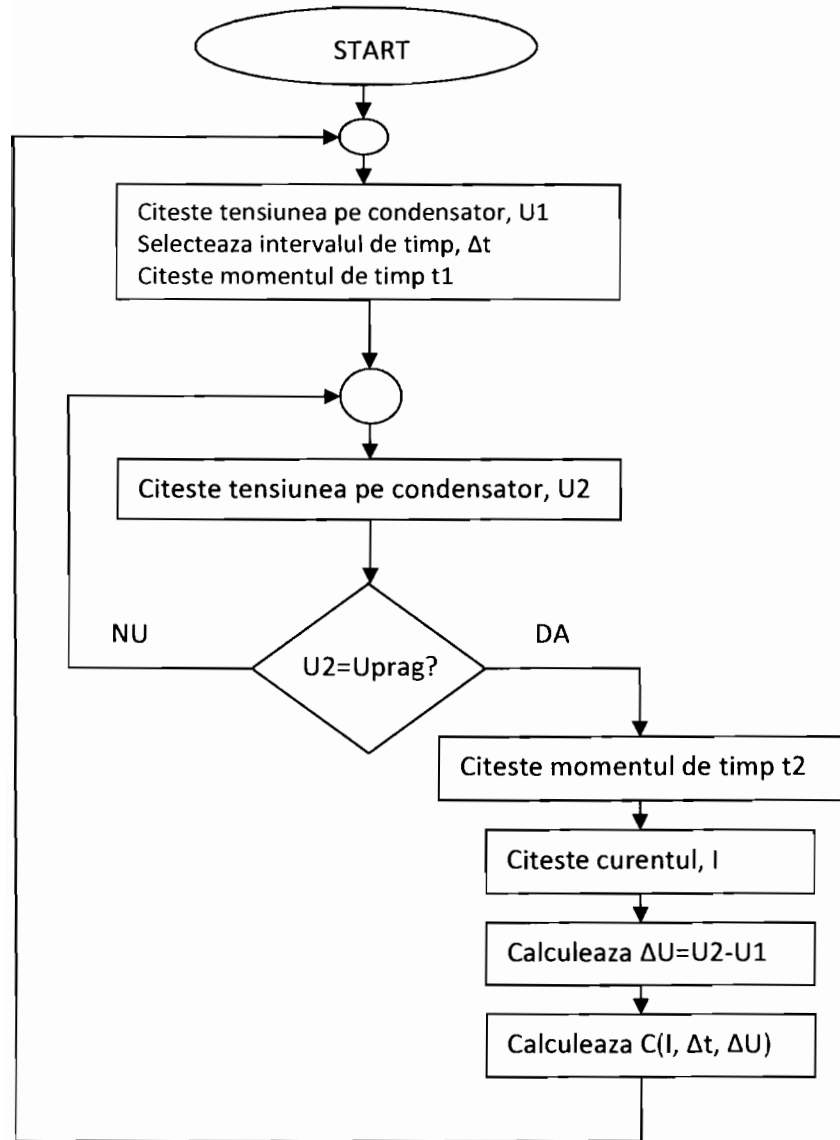 START
Citeste tensiunea pe condensator, U1
Selecteaza intervalul de timp, Δt
Citeste momentul de timp t1
Citeste tensiunea pe condensator, U2
NU
DA
U2=Uprag?
Citeste momentul de timp t2
Citeste curentul, I
Calculeaza ΔU=U2-U1
Calculeaza C(I, Δt, ΔU)